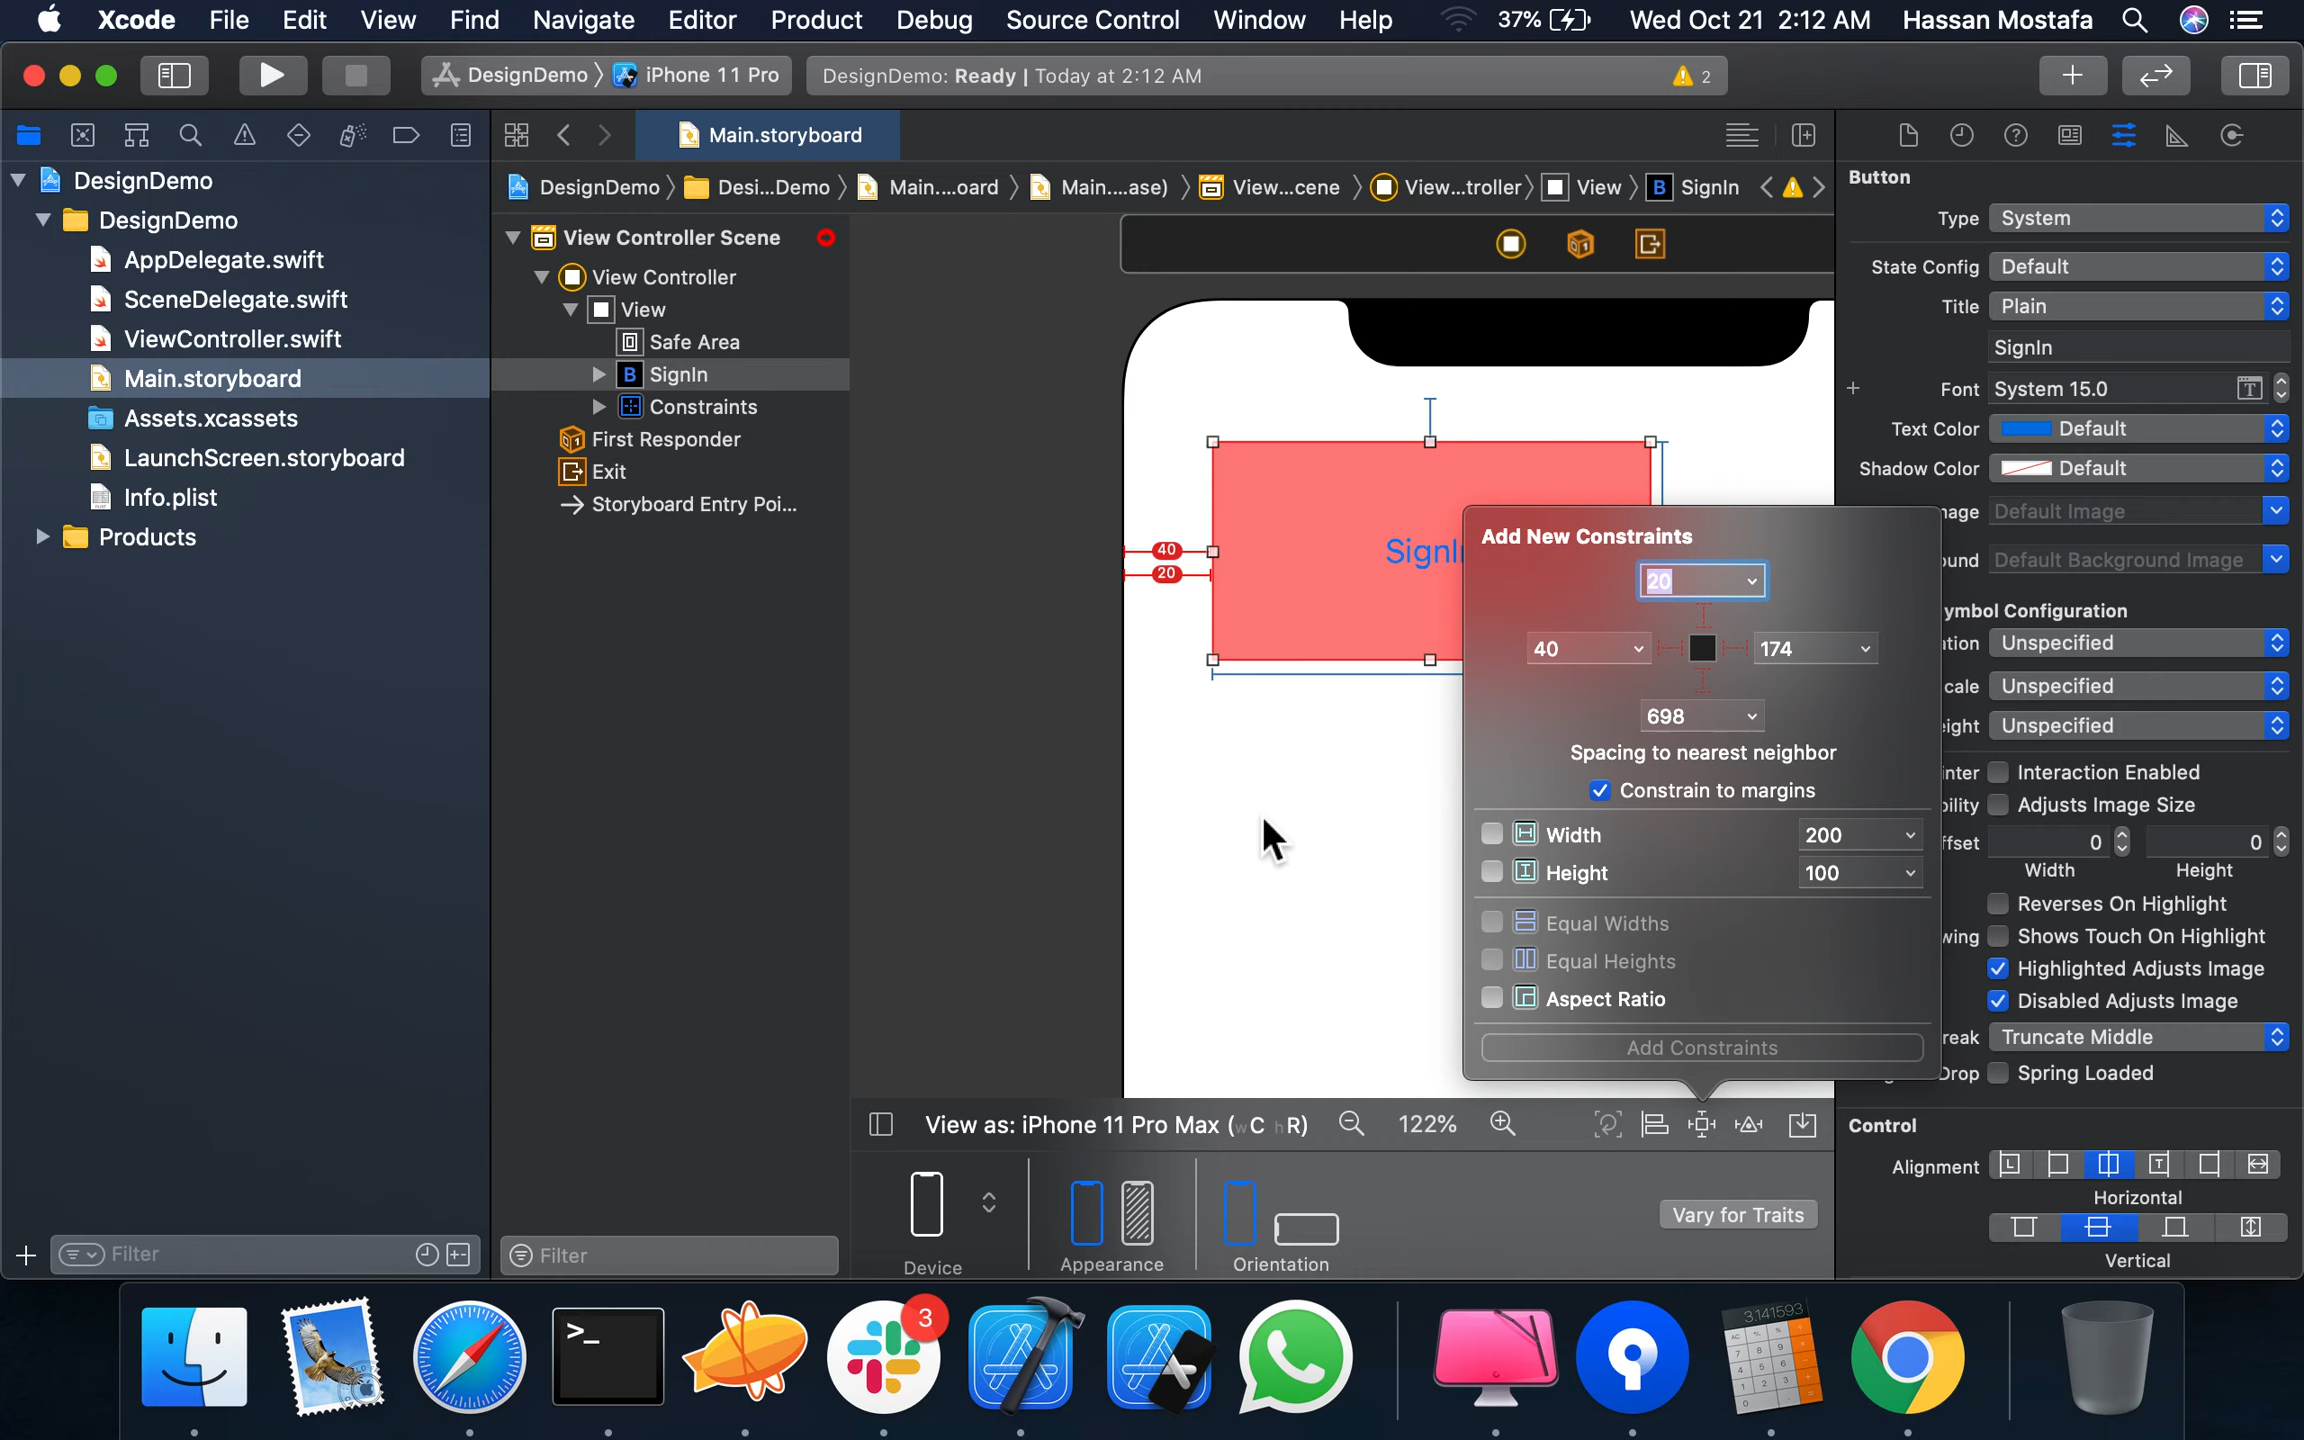 Xcode File Edit View Find Navigate Editor Product Debug Source Control Window Help 37% Wed Oct 21 2:12 AM Hassan Mostafa
DesignDemo iPhone 11 Pro
DesignDemo: Ready | Today at 2:12 AM 2
Main.storyboard
DesignDemo Desi...Demo Main....oard Main....ase) View...cene View...troller View B SignIn
DesignDemo
DesignDemo
AppDelegate.swift
SceneDelegate.swift
ViewController.swift
Main.storyboard
Assets.xcassets
LaunchScreen.storyboard
Info.plist
Products
Filter
View Controller Scene
View Controller
View
Safe Area
B SignIn
Constraints
First Responder
Exit
Storyboard Entry Poi...
Filter
40
20
SignI
Add New Constraints
20
40 174
698
Spacing to nearest neighbor
Constrain to margins
Width 200
Height 100
Equal Widths
Equal Heights
Aspect Ratio
Add Constraints
View as: iPhone 11 Pro Max (wC hR) 122%
Device
Appearance
Orientation
Vary for Traits
Button
Type System
State Config Default
Title Plain
SignIn
+ Font System 15.0 T
Text Color Default
Shadow Color Default
nage Default Image
und Default Background Image
ymbol Configuration
tion Unspecified
cale Unspecified
ight Unspecified
inter Interaction Enabled
bility Adjusts Image Size
ffset 0 0
Width Height
Reverses On Highlight
wing Shows Touch On Highlight
Highlighted Adjusts Image
Disabled Adjusts Image
reak Truncate Middle
Drop Spring Loaded
Control
Alignment
Horizontal
Vertical
3
3.141593